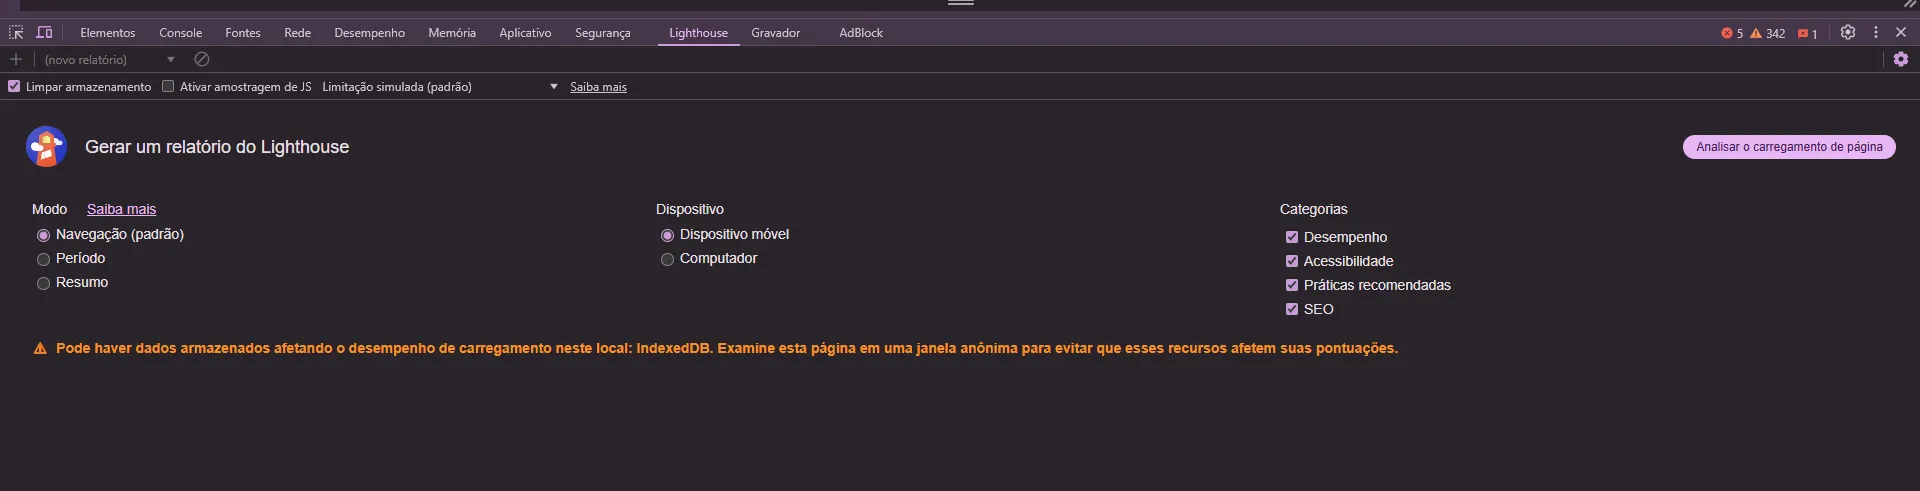 Elementos Console Fontes Rede Desempenho Memória Aplicativo Segurança Lighthouse Gravador AdBlock 5 342 1
(novo relatório)
Limpar armazenamento Ativar amostragem de JS Limitação simulada (padrão) Saiba mais
Gerar um relatório do Lighthouse Analisar o carregamento de página
Modo Saiba mais
Navegação (padrão)
Período
Resumo
Dispositivo
Dispositivo móvel
Computador
Categorias
Desempenho
Acessibilidade
Práticas recomendadas
SEO
Pode haver dados armazenados afetando o desempenho de carregamento neste local: IndexedDB. Examine esta página em uma janela anônima para evitar que esses recursos afetem suas pontuações.